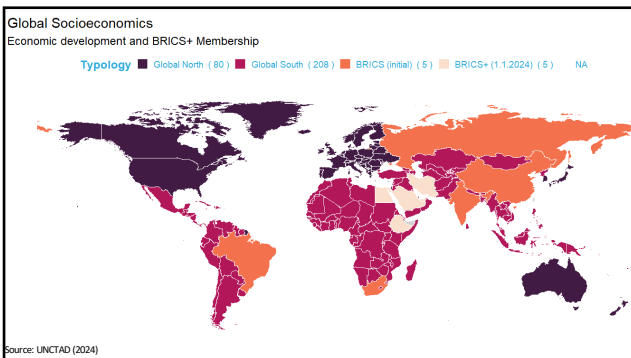 Global Socioeconomics
Economic development and BRICS+ Membership
Typology Global North ( 80 ) Global South ( 208 ) BRICS (initial) ( 5 ) BRICS+ (1.1.2024) ( 5 ) NA
Source: UNCTAD (2024)